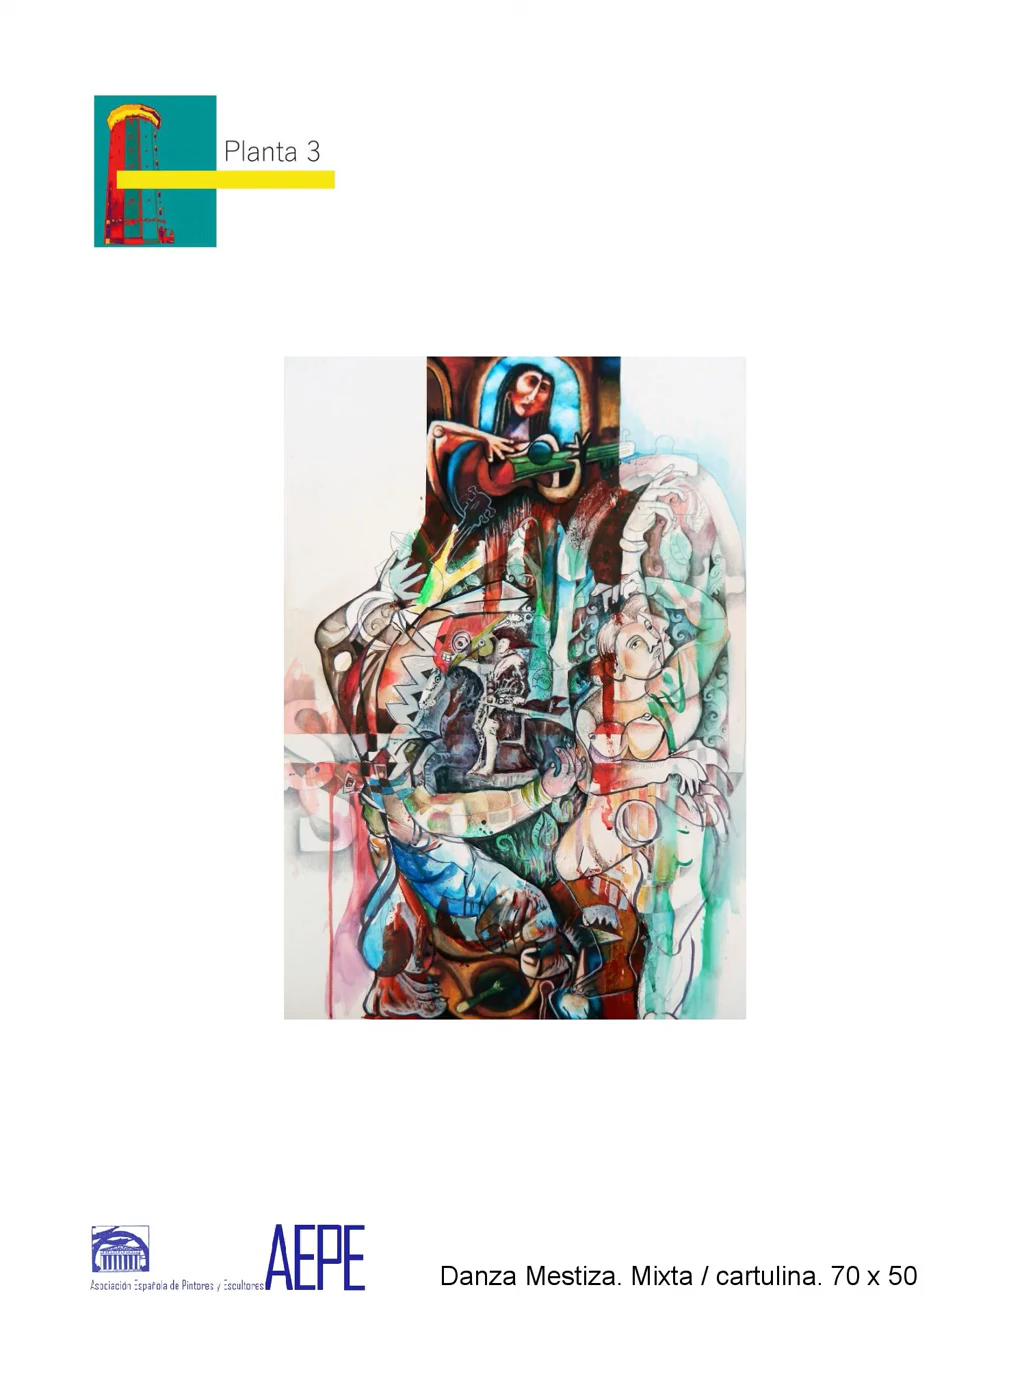 Planta 3
AEPE
Asociación Española de Pintores y Escultores
Danza Mestiza. Mixta / cartulina. 70 x 50